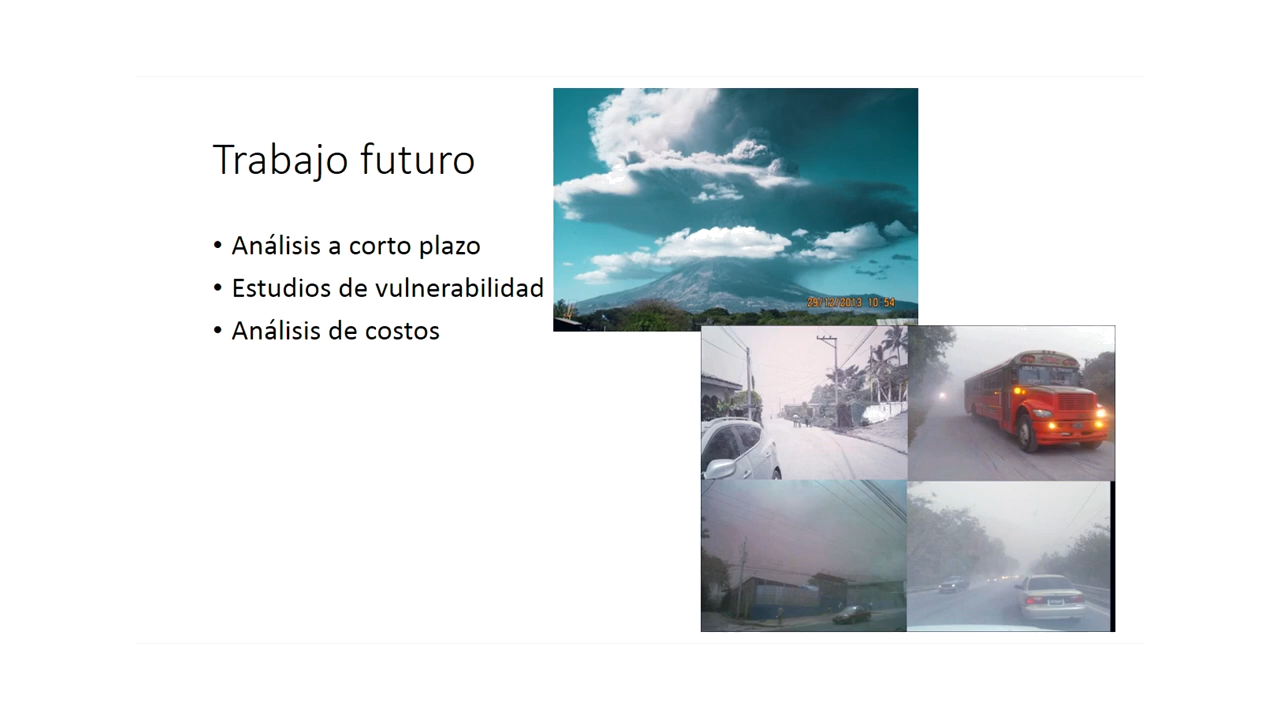 Trabajo futuro
• Análisis a corto plazo
• Estudios de vulnerabilidad
• Análisis de costos
29/12/2013 10:54